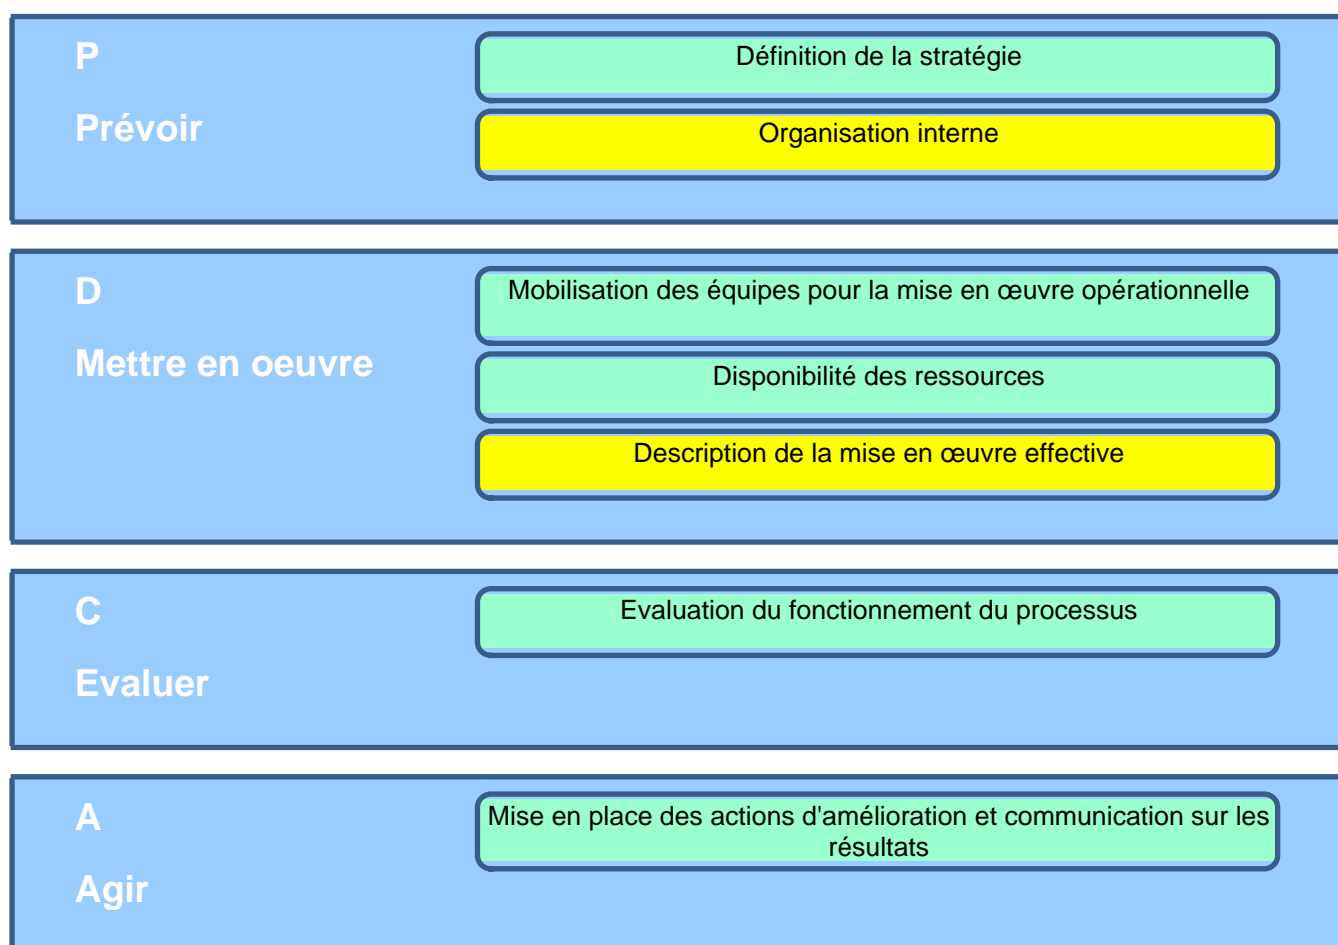 P
Prévoir
Définition de la stratégie
Organisation interne
D
Mettre en oeuvre
Mobilisation des équipes pour la mise en œuvre opérationnelle
Disponibilité des ressources
Description de la mise en œuvre effective
C
Evaluer
Evaluation du fonctionnement du processus
A
Agir
Mise en place des actions d'amélioration et communication sur les
résultats